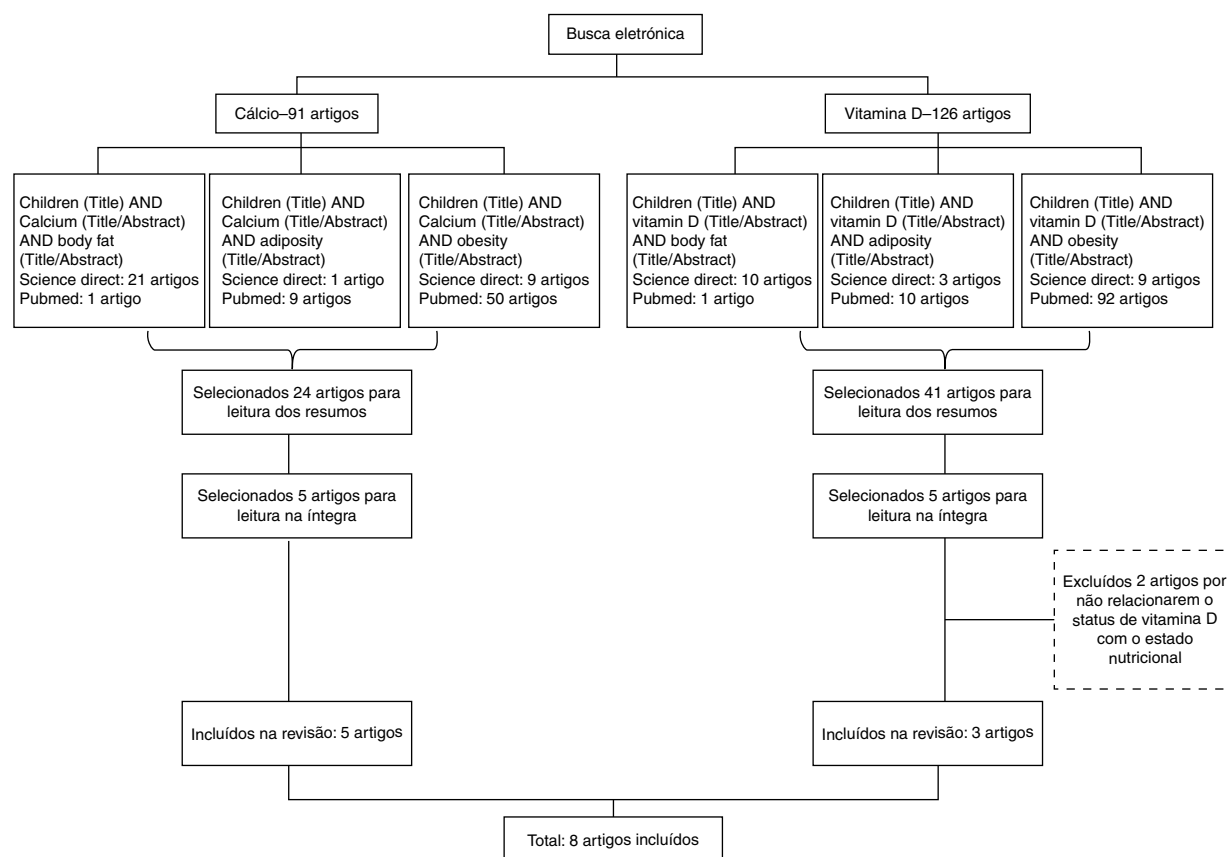 Busca eletrónica
Cálcio–91 artigos
Vitamina D–126 artigos
Children (Title) AND
Calcium (Title/Abstract)
AND body fat
(Title/Abstract)
Science direct: 21 artigos
Pubmed: 1 artigo
Children (Title) AND
Calcium (Title/Abstract)
AND adiposity
(Title/Abstract)
Science direct: 1 artigo
Pubmed: 9 artigos
Children (Title) AND
Calcium (Title/Abstract)
AND obesity
(Title/Abstract)
Science direct: 9 artigos
Pubmed: 50 artigos
Children (Title) AND
vitamin D (Title/Abstract)
AND body fat
(Title/Abstract)
Science direct: 10 artigos
Pubmed: 1 artigo
Children (Title) AND
vitamin D (Title/Abstract)
AND adiposity
(Title/Abstract)
Science direct: 3 artigos
Pubmed: 10 artigos
Children (Title) AND
vitamin D (Title/Abstract)
AND obesity
(Title/Abstract)
Science direct: 9 artigos
Pubmed: 92 artigos
Selecionados 24 artigos para
leitura dos resumos
Selecionados 41 artigos para
leitura dos resumos
Selecionados 5 artigos para
leitura na íntegra
Selecionados 5 artigos para
leitura na íntegra
Excluídos 2 artigos por
não relacionarem o
status de vitamina D
com o estado
nutricional
Incluídos na revisão: 5 artigos
Incluídos na revisão: 3 artigos
Total: 8 artigos incluídos